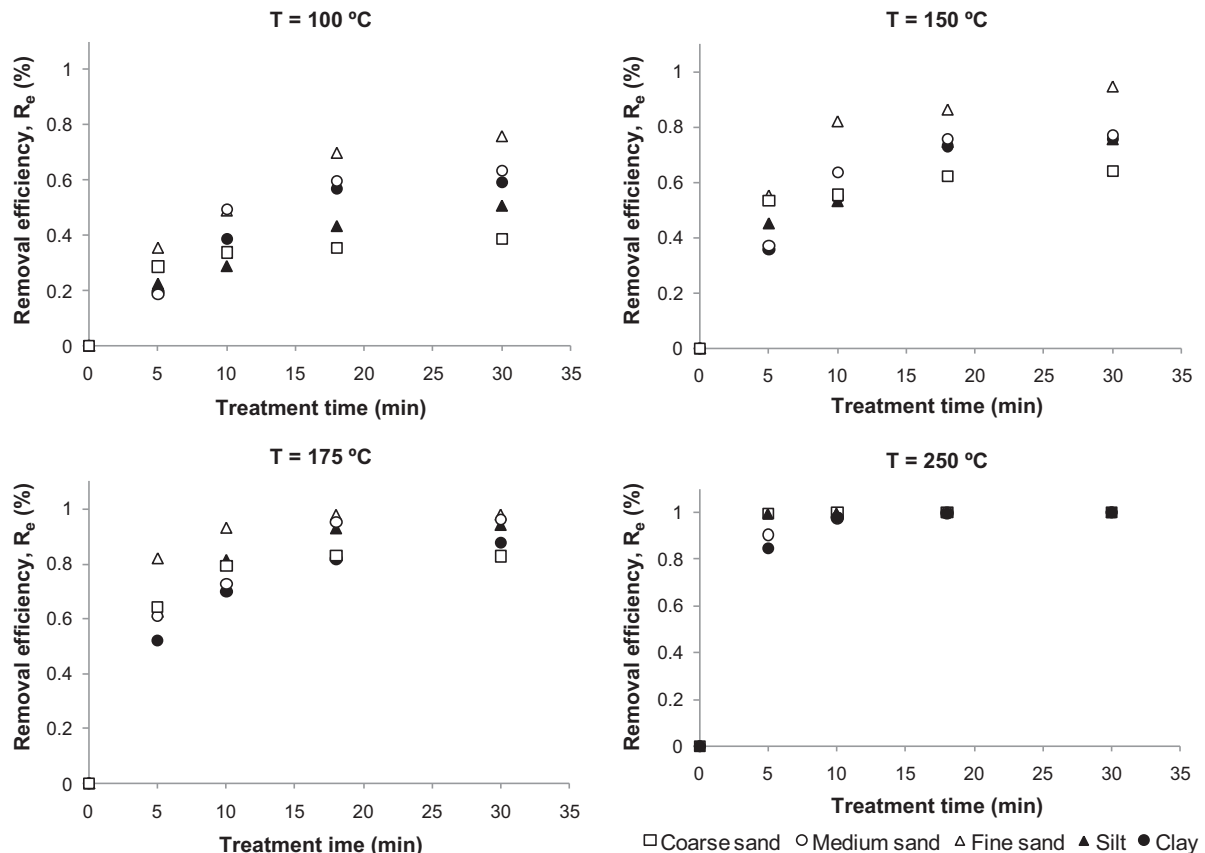 T = 100 ºC
Removal efficiency, Re (%)
1
0.8
0.6
0.4
0.2
0
0 5 10 15 20 25 30 35
Treatment time (min)
T = 150 ºC
Removal efficiency, Re (%)
1
0.8
0.6
0.4
0.2
0
0 5 10 15 20 25 30 35
Treatment time (min)
T = 175 ºC
Removal efficiency, Re (%)
1
0.8
0.6
0.4
0.2
0
0 5 10 15 20 25 30 35
Treatment ime (min)
T = 250 ºC
Removal efficiency, Re (%)
1
0.8
0.6
0.4
0.2
0
0 5 10 15 20 25 30 35
Treatment time (min)
Coarse sand Medium sand Fine sand Silt Clay